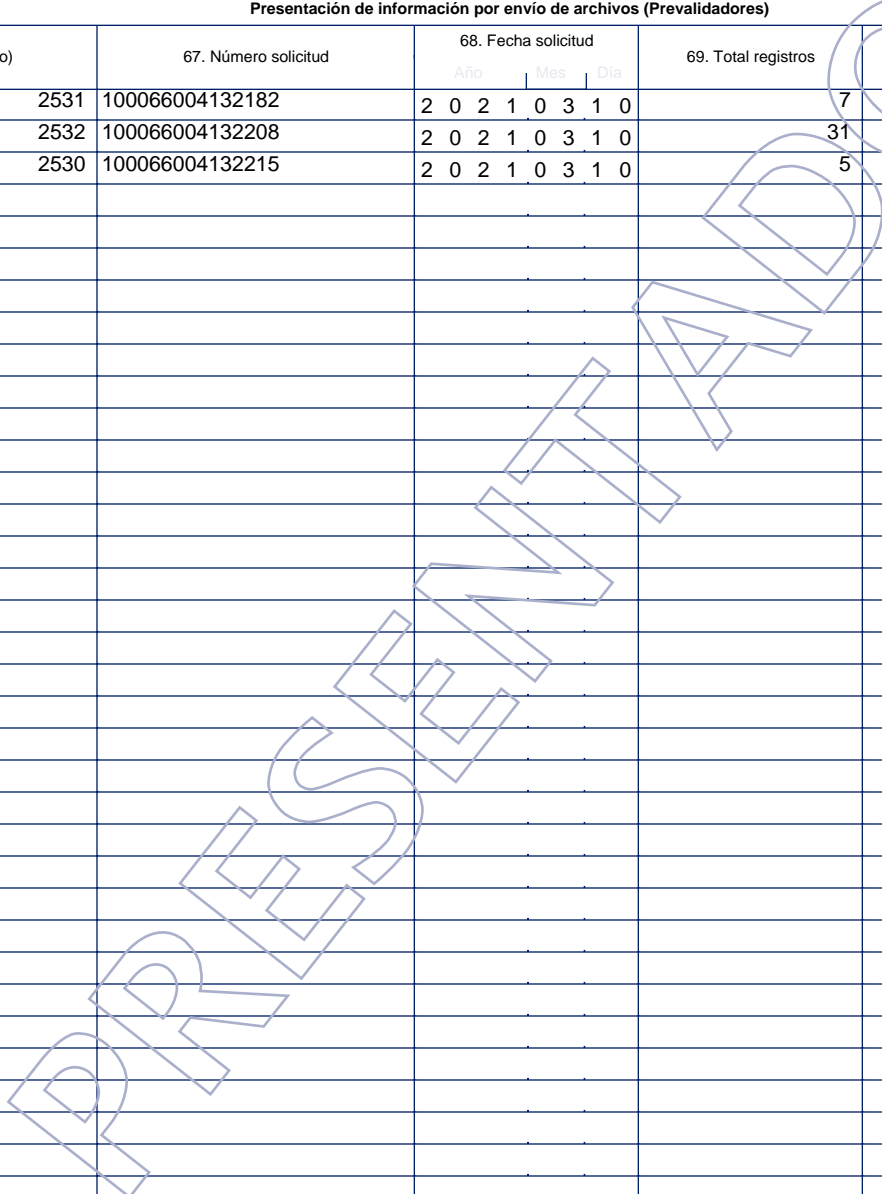 Presentación de información por envío de archivos (Prevalidadores)
o) 67. Número solicitud 68. Fecha solicitud 69. Total registros
Año Mes Día
2531 100066004132182 2 0 2 1 0 3 1 0 7
2532 100066004132208 2 0 2 1 0 3 1 0 31
2530 100066004132215 2 0 2 1 0 3 1 0 5
PRESENTADO